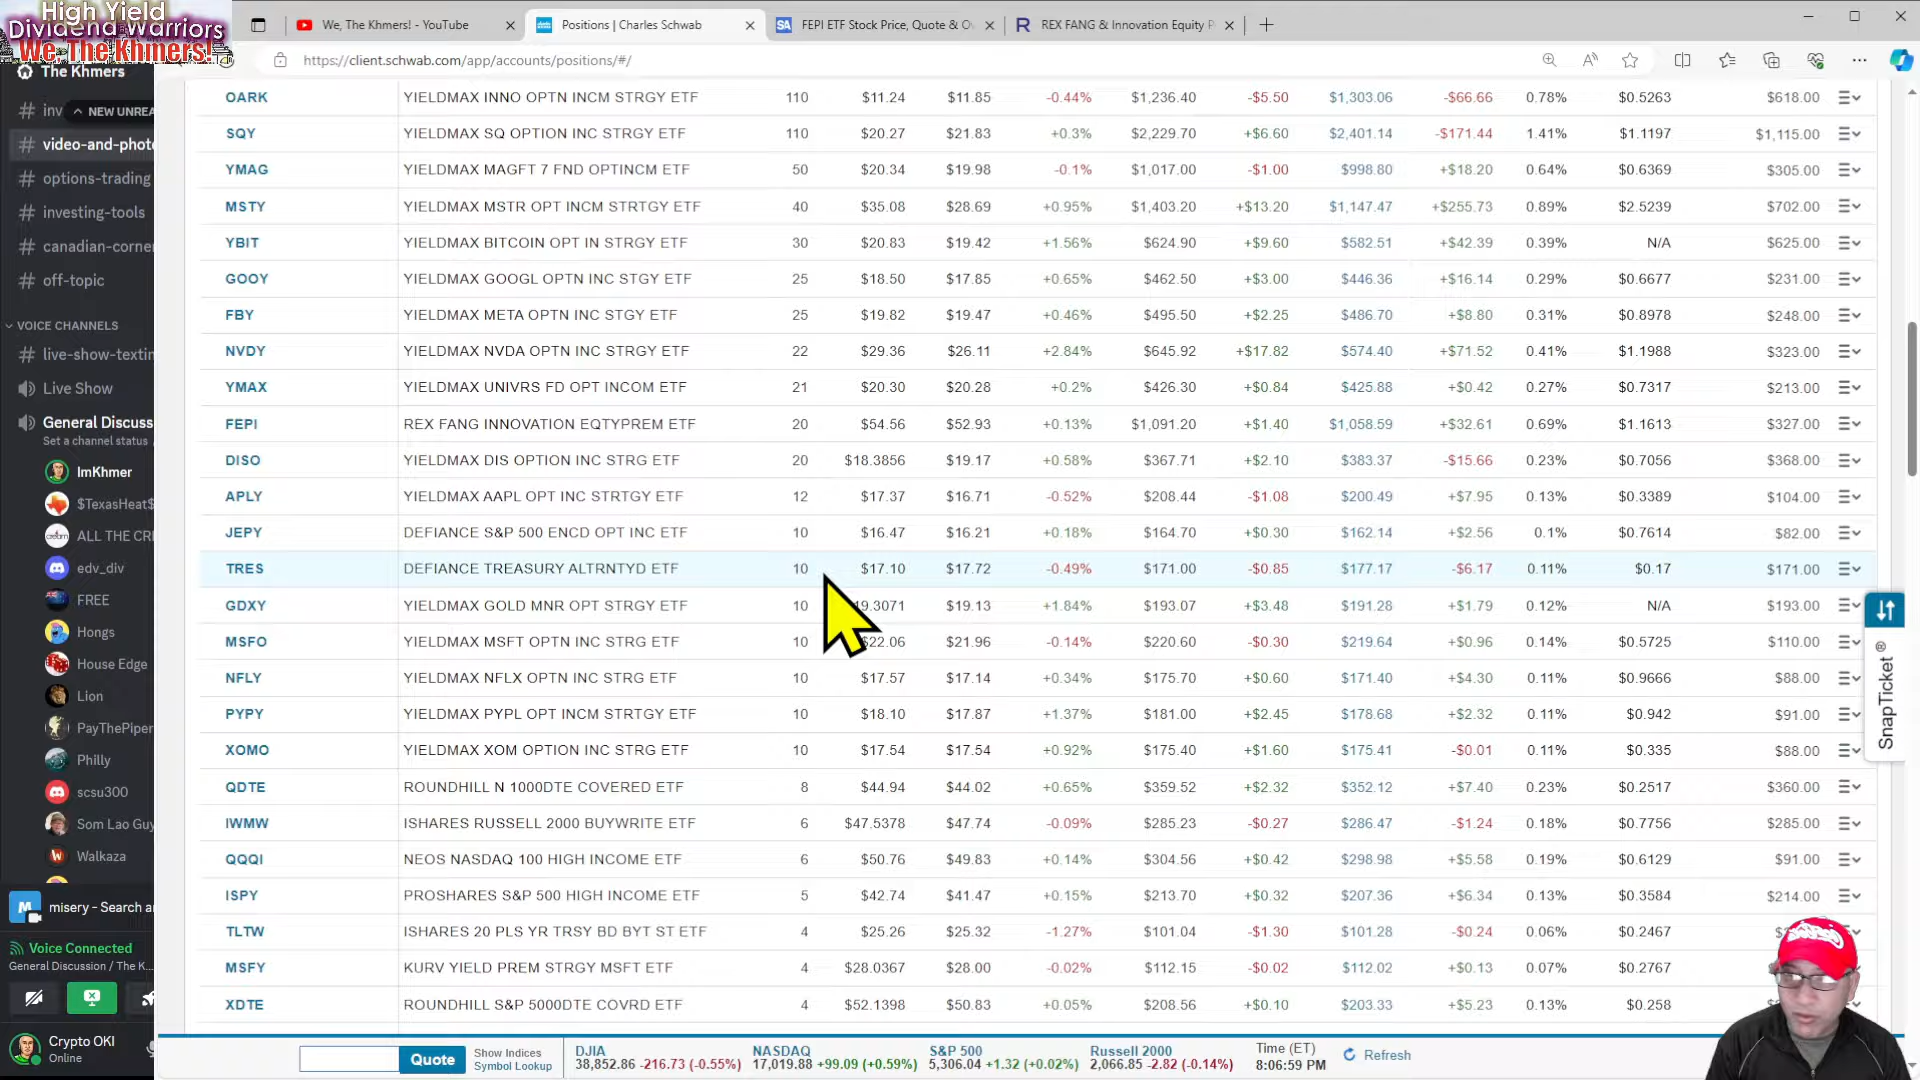 High Yield
Dividend Warriors
We The Khmers!
The Khmers
We, The Khmers! - YouTube
Positions | Charles Schwab
SA FEPI ETF Stock Price, Quote & O
REX FANG & Innovation Equity P
https://client.schwab.com/app/accounts/positions/#/
# inv
NEW UNREA
# video-and-phot
# options-trading
# investing-tools
# canadian-corner
# off-topic
VOICE CHANNELS
# live-show-textin
Live Show
General Discuss
Set a channel status
ImKhmer
$TexasHeat$
ALL THE CR
edv_div
FREE
Hongs
House Edge
Lion
PayThePiper
Philly
scsu300
Som Lao Guy
Walkaza
misery - Search a
Voice Connected
General Discussion / The K...
Crypto OKI
Online
OARK YIELDMAX INNO OPTN INCM STRGY ETF 110 $11.24 $11.85 -0.44% $1,236.40 -$5.50 $1,303.06 -$66.66 0.78% $0.5263 $618.00
SQY YIELDMAX SQ OPTION INC STRGY ETF 110 $20.27 $21.83 +0.3% $2,229.70 +$6.60 $2,401.14 -$171.44 1.41% $1.1197 $1,115.00
YMAG YIELDMAX MAGFT 7 FND OPTINCM ETF 50 $20.34 $19.98 -0.1% $1,017.00 -$1.00 $998.80 +$18.20 0.64% $0.6369 $305.00
MSTY YIELDMAX MSTR OPT INCM STRTGY ETF 40 $35.08 $28.69 +0.95% $1,403.20 +$13.20 $1,147.47 +$255.73 0.89% $2.5239 $702.00
YBIT YIELDMAX BITCOIN OPT IN STRGY ETF 30 $20.83 $19.42 +1.56% $624.90 +$9.60 $582.51 +$42.39 0.39% N/A $625.00
GOOY YIELDMAX GOOGL OPTN INC STGY ETF 25 $18.50 $17.85 +0.65% $462.50 +$3.00 $446.36 +$16.14 0.29% $0.6677 $231.00
FBY YIELDMAX META OPTN INC STGY ETF 25 $19.82 $19.47 +0.46% $495.50 +$2.25 $486.70 +$8.80 0.31% $0.8978 $248.00
NVDY YIELDMAX NVDA OPTN INC STRGY ETF 22 $29.36 $26.11 +2.84% $645.92 +$17.82 $574.40 +$71.52 0.41% $1.1988 $323.00
YMAX YIELDMAX UNIVRS FD OPT INCOM ETF 21 $20.30 $20.28 +0.2% $426.30 +$0.84 $425.88 +$0.42 0.27% $0.7317 $213.00
FEPI REX FANG INNOVATION EQTYPREM ETF 20 $54.56 $52.93 +0.13% $1,091.20 +$1.40 $1,058.59 +$32.61 0.69% $1.1613 $327.00
DISO YIELDMAX DIS OPTION INC STRG ETF 20 $18.3856 $19.17 +0.58% $367.71 +$2.10 $383.37 -$15.66 0.23% $0.7056 $368.00
APLY YIELDMAX AAPL OPT INC STRTGY ETF 12 $17.37 $16.71 -0.52% $208.44 -$1.08 $200.49 +$7.95 0.13% $0.3389 $104.00
JEPY DEFIANCE S&P 500 ENCD OPT INC ETF 10 $16.47 $16.21 +0.18% $164.70 +$0.30 $162.14 +$2.56 0.1% $0.7614 $82.00
TRES DEFIANCE TREASURY ALTRNTYD ETF 10 $17.10 $17.72 -0.49% $171.00 -$0.85 $177.17 -$6.17 0.11% $0.17 $171.00
GDXY YIELDMAX GOLD MNR OPT STRGY ETF 10 9.3071 $19.13 +1.84% $193.07 +$3.48 $191.28 +$1.79 0.12% N/A $193.00
MSFO YIELDMAX MSFT OPTN INC STRG ETF 10 $22.06 $21.96 -0.14% $220.60 -$0.30 $219.64 +$0.96 0.14% $0.5725 $110.00
NFLY YIELDMAX NFLX OPTN INC STRG ETF 10 $17.57 $17.14 +0.34% $175.70 +$0.60 $171.40 +$4.30 0.11% $0.9666 $88.00
PYPY YIELDMAX PYPL OPT INCM STRTGY ETF 10 $18.10 $17.87 +1.37% $181.00 +$2.45 $178.68 +$2.32 0.11% $0.942 $91.00
XOMO YIELDMAX XOM OPTION INC STRG ETF 10 $17.54 $17.54 +0.92% $175.40 +$1.60 $175.41 -$0.01 0.11% $0.335 $88.00
QDTE ROUNDHILL N 1000DTE COVERED ETF 8 $44.94 $44.02 +0.65% $359.52 +$2.32 $352.12 +$7.40 0.23% $0.2517 $360.00
IWMW ISHARES RUSSELL 2000 BUYWRITE ETF 6 $47.5378 $47.74 -0.09% $285.23 -$0.27 $286.47 -$1.24 0.18% $0.7756 $285.00
QQQI NEOS NASDAQ 100 HIGH INCOME ETF 6 $50.76 $49.83 +0.14% $304.56 +$0.42 $298.98 +$5.58 0.19% $0.6129 $91.00
ISPY PROSHARES S&P 500 HIGH INCOME ETF 5 $42.74 $41.47 +0.15% $213.70 +$0.32 $207.36 +$6.34 0.13% $0.3584 $214.00
TLTW ISHARES 20 PLS YR TRSY BD BYT ST ETF 4 $25.26 $25.32 -1.27% $101.04 -$1.30 $101.28 -$0.24 0.06% $0.2467
MSFY KURV YIELD PREM STRGY MSFT ETF 4 $28.0367 $28.00 -0.02% $112.15 -$0.02 $112.02 +$0.13 0.07% $0.2767
XDTE ROUNDHILL S&P 5000DTE COVRD ETF 4 $52.1398 $50.83 +0.05% $208.56 +$0.10 $203.33 +$5.23 0.13% $0.258
SnapTicket ®
Quote
Show Indices
Symbol Lookup
DJIA
38,852.86 -216.73 (-0.55%)
NASDAQ
17,019.88 +99.09 (+0.59%)
S&P 500
5,306.04 +1.32 (+0.02%)
Russell 2000
2,066.85 -2.82 (-0.14%)
Time (ET)
8:06:59 PM
Refresh